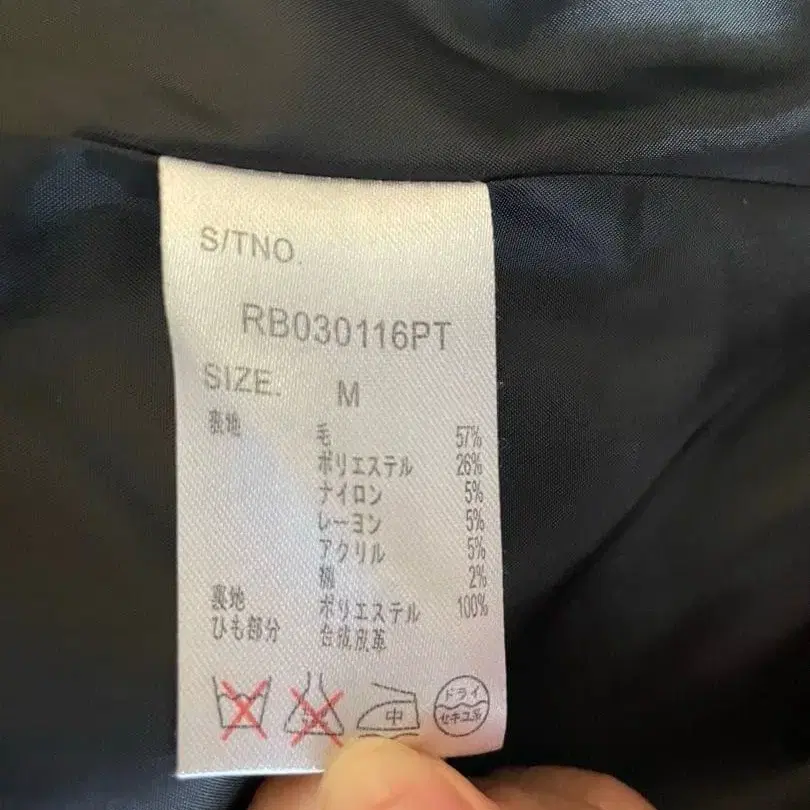 S/TNO.
RB030116PT
SIZE. M
表地 毛 57%
ポリエステル 26%
ナイロン 5%
レーヨン 5%
アクリル 5%
綿 2%
裏地 ポリエステル 100%
ひも部分 合成皮革
中
ドライ
セキユ系